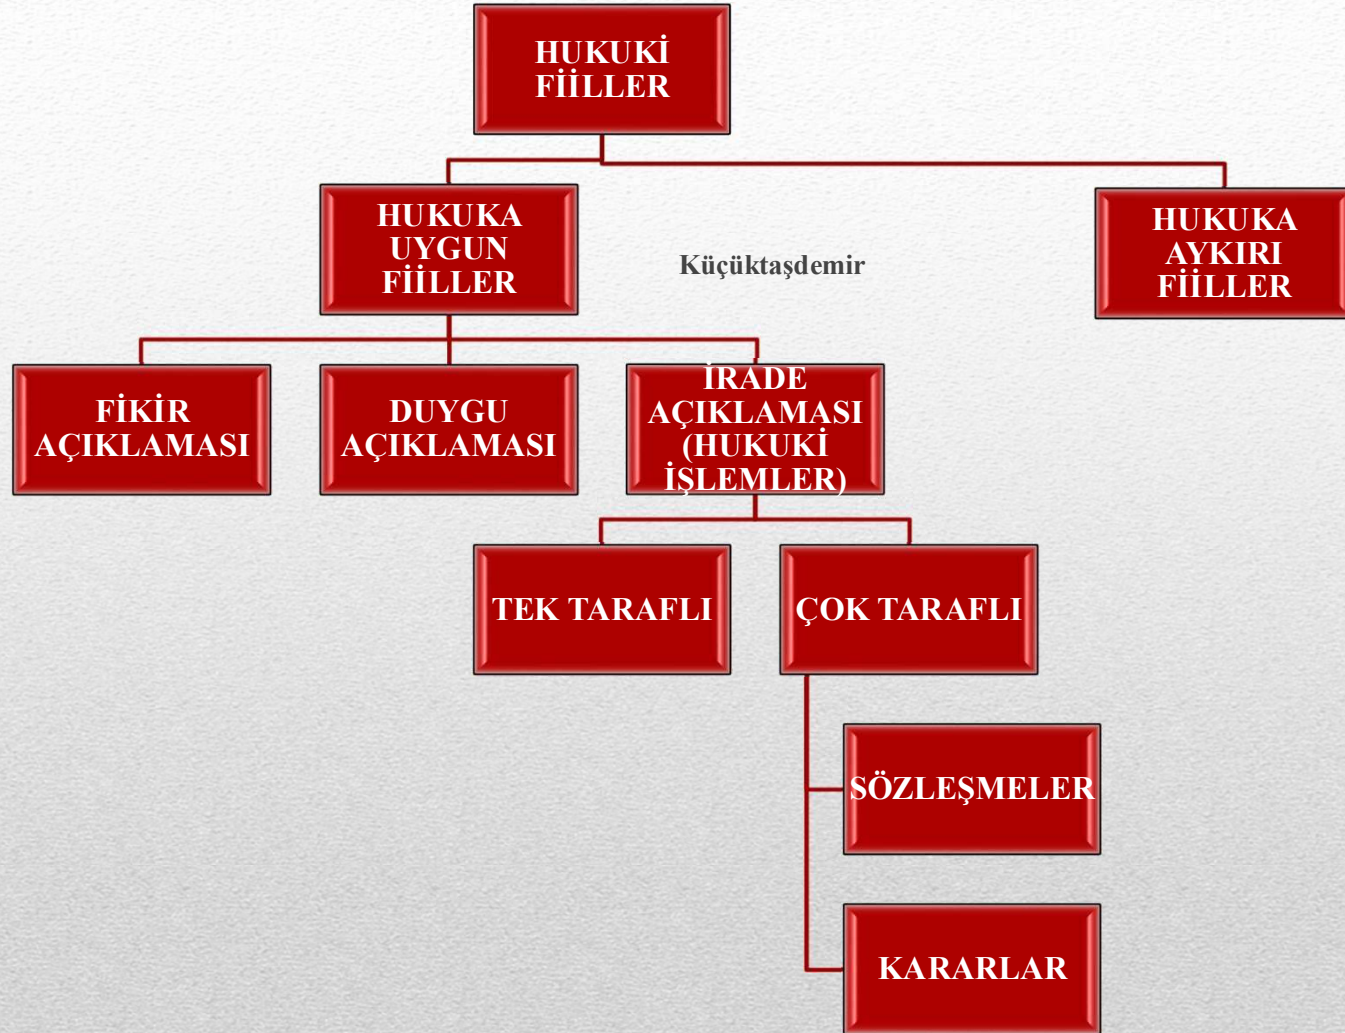 HUKUKİ
FİİLLER
HUKUKA
UYGUN
FİİLLER
Küçüktaşdemir
HUKUKA
AYKIRI
FİİLLER
FİKİR
AÇIKLAMASI
DUYGU
AÇIKLAMASI
İRADE
AÇIKLAMASI
(HUKUKİ
İŞLEMLER)
TEK TARAFLI
ÇOK TARAFLI
SÖZLEŞMELER
KARARLAR